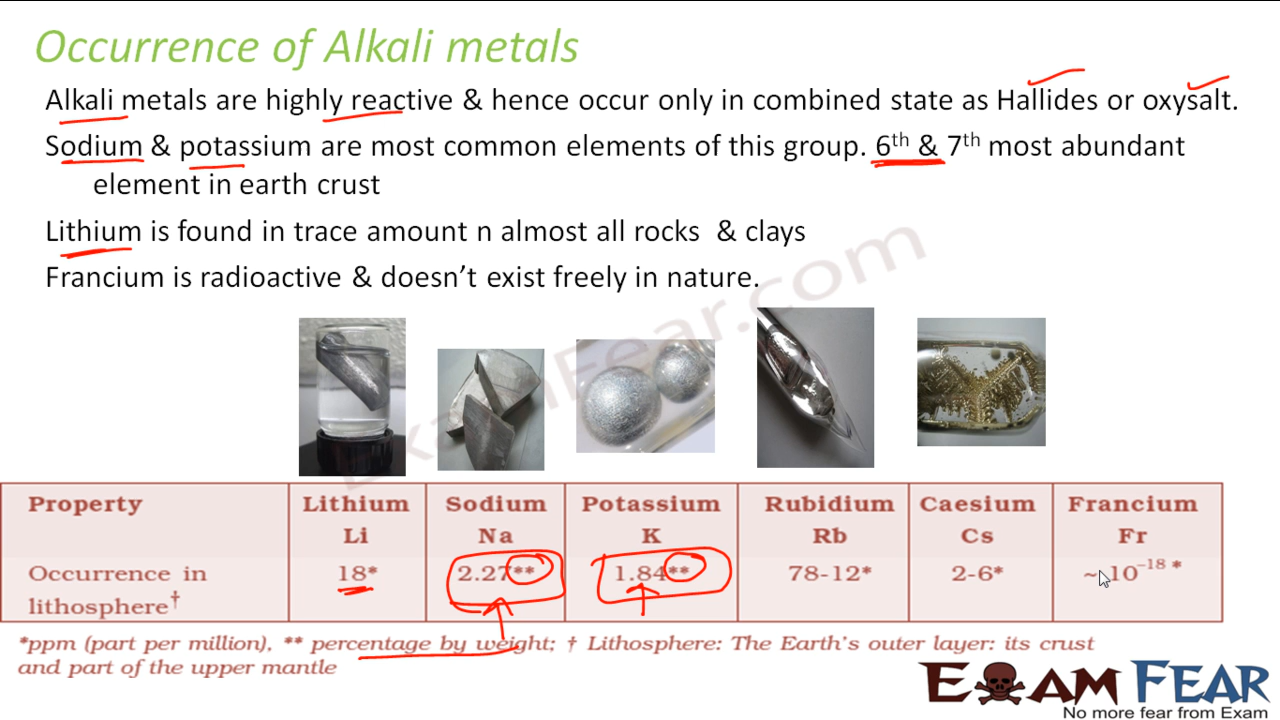 Occurrence of Alkali metals
Alkali metals are highly reactive & hence occur only in combined state as Hallides or oxysalt.
Sodium & potassium are most common elements of this group. 6th & 7th most abundant
element in earth crust
Lithium is found in trace amount n almost all rocks & clays
Francium is radioactive & doesn't exist freely in nature.
ExamFear.com
Property Lithium Sodium Potassium Rubidium Caesium Francium
Li Na K Rb Cs Fr
Occurrence in 18* 2.27** 1.84** 78-12* 2-6* ~10⁻¹⁸ *
lithosphere†
*ppm (part per million), ** percentage by weight; † Lithosphere: The Earth's outer layer: its crust
and part of the upper mantle
EXAM FEAR
No more fear from Exam